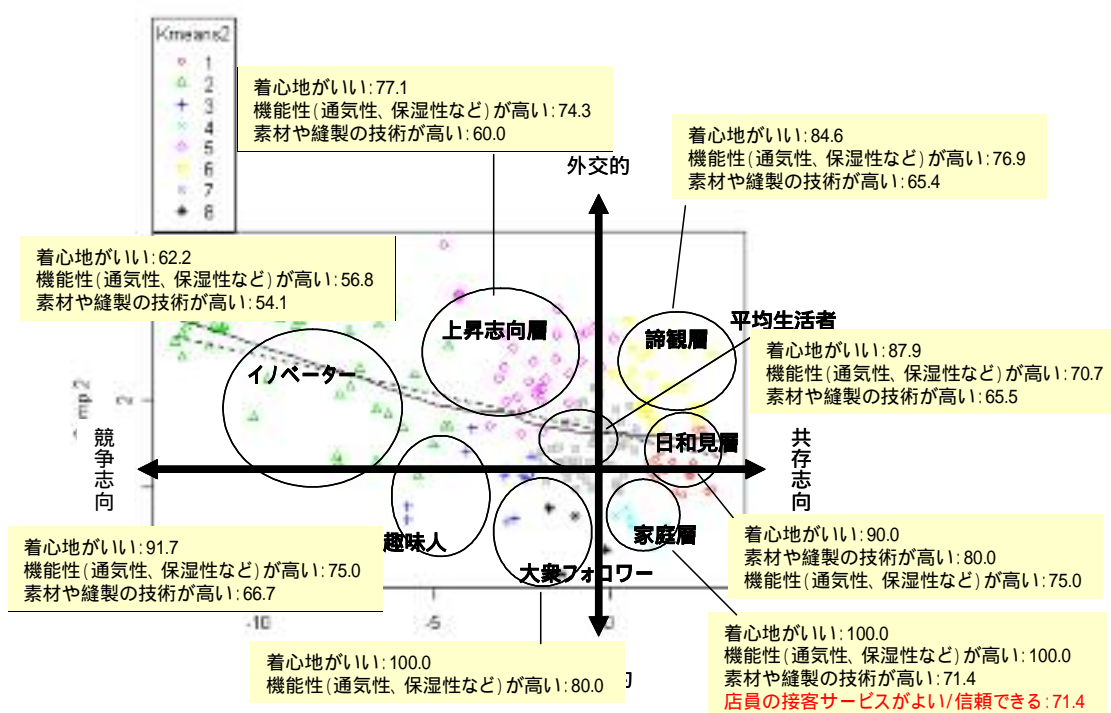 Kmeans2
1
2
3
4
5
6
7
8
着心地がいい:77.1
機能性(通気性、保湿性など)が高い:74.3
素材や縫製の技術が高い:60.0
着心地がいい:84.6
機能性(通気性、保湿性など)が高い:76.9
素材や縫製の技術が高い:65.4
外交的
着心地がいい:62.2
機能性(通気性、保湿性など)が高い:56.8
素材や縫製の技術が高い:54.1
上昇志向層
諦観層
平均生活者
イノベーター
着心地がいい:87.9
機能性(通気性、保湿性など)が高い:70.7
素材や縫製の技術が高い:65.5
mp 2
2
競争志向
共存志向
日和見層
趣味人
大衆フォロワー
家庭層
着心地がいい:91.7
機能性(通気性、保湿性など)が高い:75.0
素材や縫製の技術が高い:66.7
着心地がいい:90.0
素材や縫製の技術が高い:80.0
機能性(通気性、保湿性など)が高い:75.0
-10
-5
0
着心地がいい:100.0
機能性(通気性、保湿性など)が高い:80.0
的
着心地がいい:100.0
機能性(通気性、保湿性など)が高い:100.0
素材や縫製の技術が高い:71.4
店員の接客サービスがよい/信頼できる:71.4